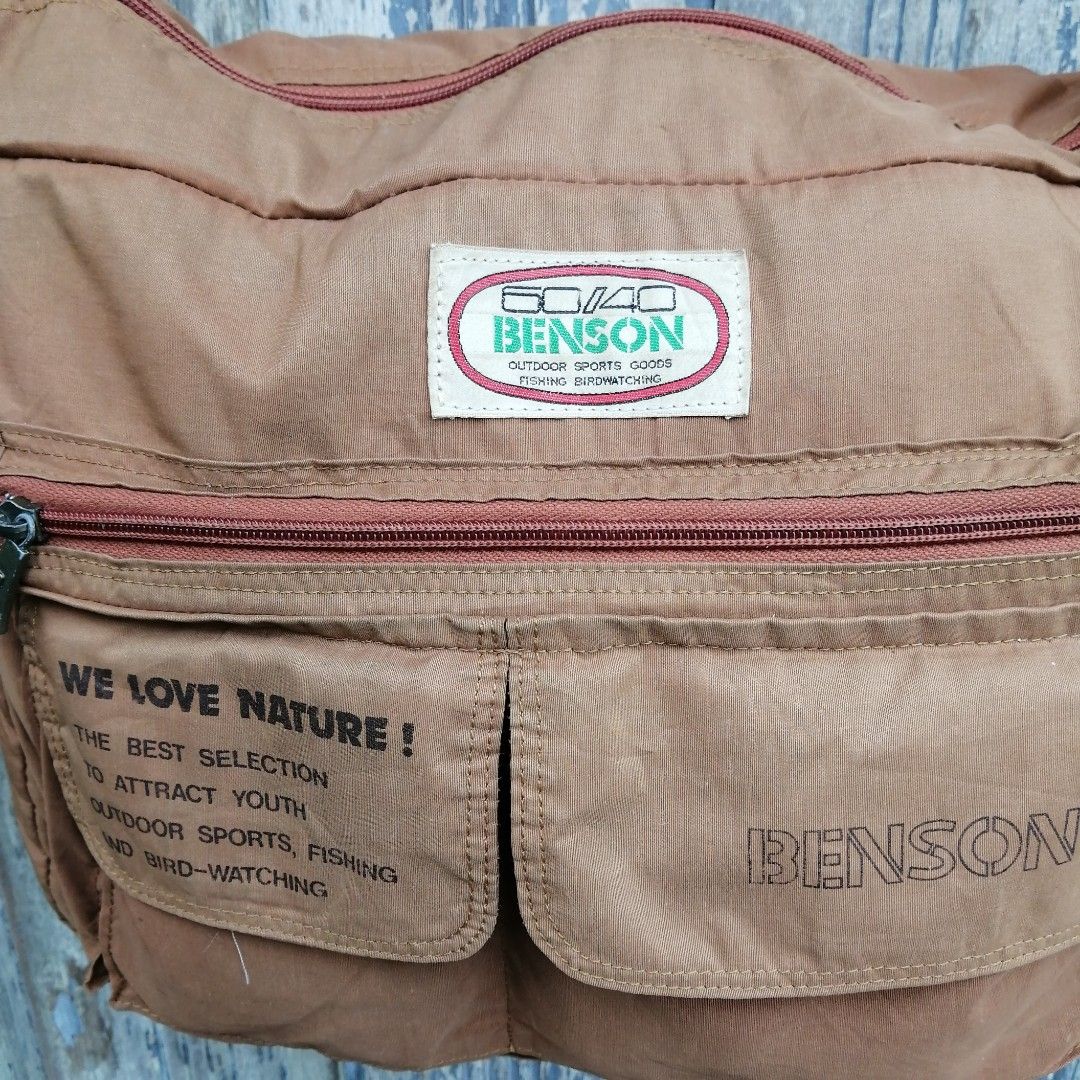 60/40
BENSON
OUTDOOR SPORTS GOODS
FISHING BIRDWATCHING
WE LOVE NATURE !
THE BEST SELECTION
TO ATTRACT YOUTH
OUTDOOR SPORTS, FISHING
AND BIRD-WATCHING
BENSON